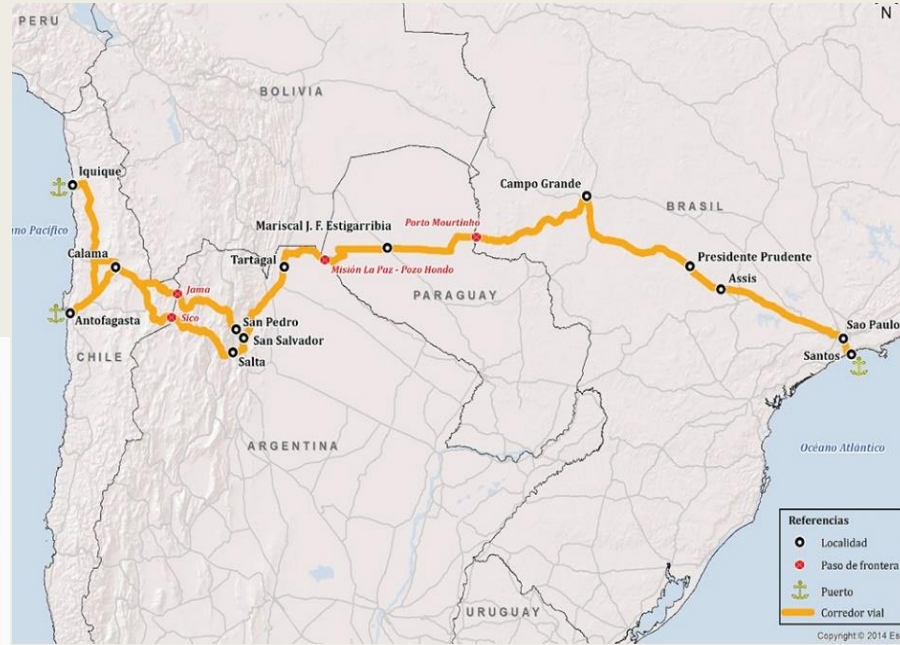 N
PERU
BOLIVIA
Iquique
Campo Grande
BRASIL
Mariscal J. F. Estigarribia
Porto Mourtinho
no Pacífico
Calama
Tartagal
Misión La Paz - Pozo Hondo
Presidente Prudente
Jama
PARAGUAY
Assis
Antofagasta
Sico
San Pedro
Sao Paulo
San Salvador
CHILE
Salta
Santos
ARGENTINA
Océano Atlántico
Referencias
Localidad
Paso de frontera
Puerto
Corredor vial
URUGUAY
Copyright © 2014 Es